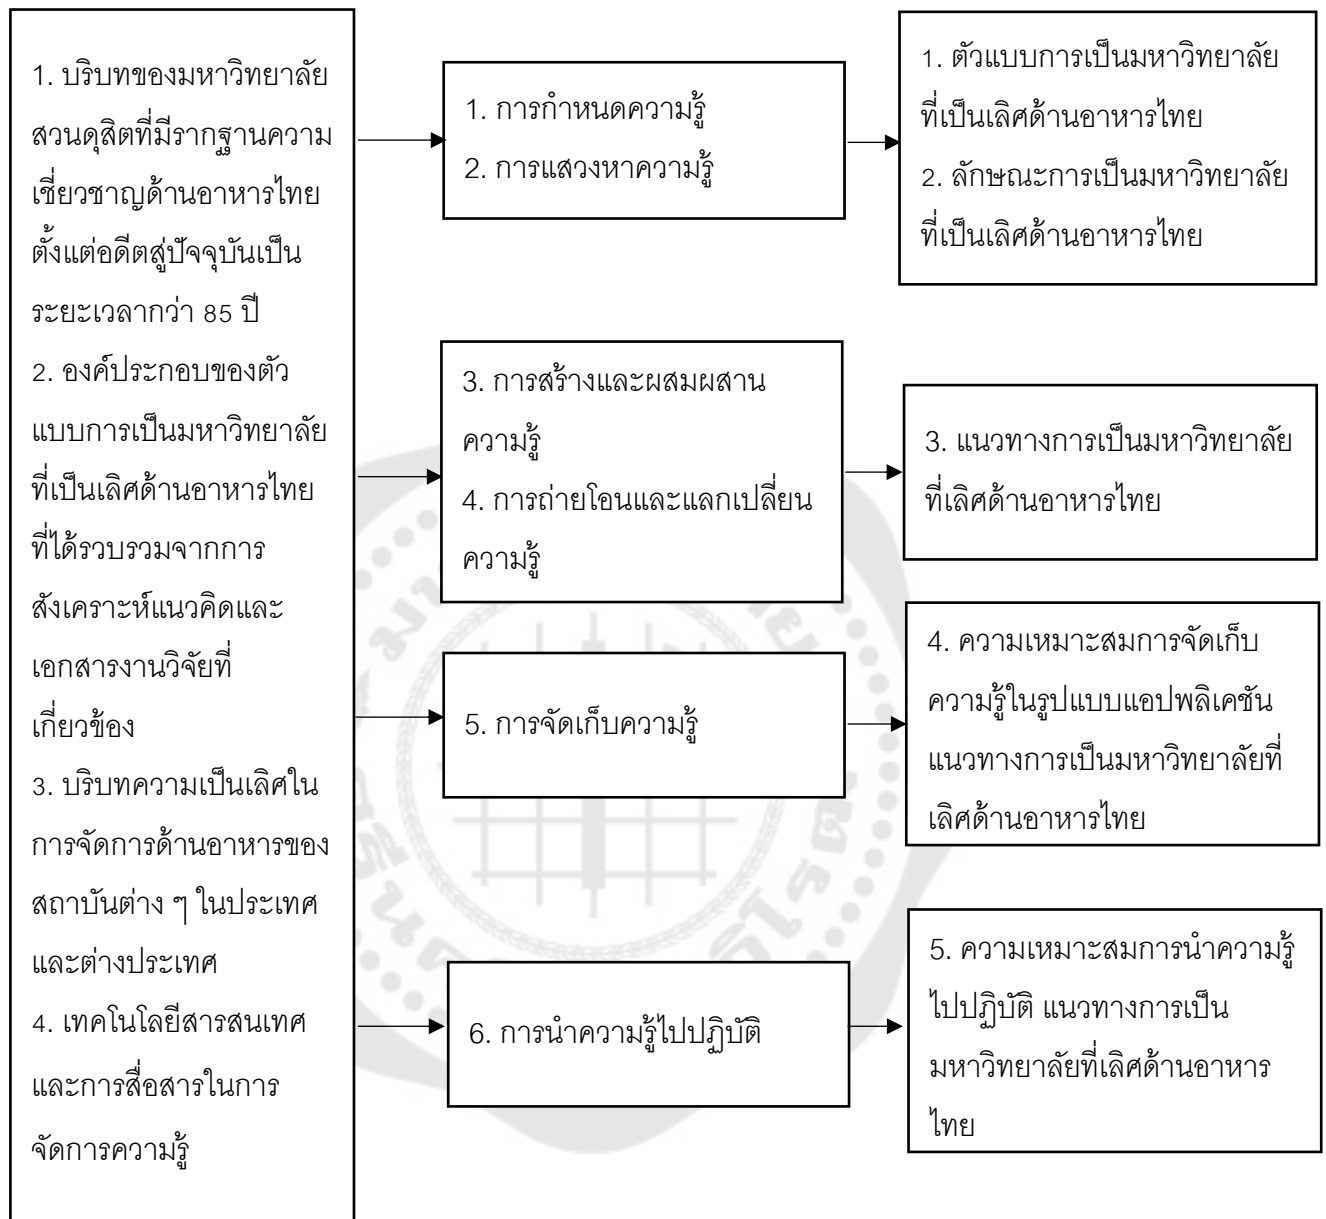 1. บริบทของมหาวิทยาลัย
สวนดุสิตที่มีรากฐานความ
เชี่ยวชาญด้านอาหารไทย
ตั้งแต่อดีตสู่ปัจจุบันเป็น
ระยะเวลากว่า 85 ปี
2. องค์ประกอบของตัว
แบบการเป็นมหาวิทยาลัย
ที่เป็นเลิศด้านอาหารไทย
ที่ได้รวบรวมจากการ
สังเคราะห์แนวคิดและ
เอกสารงานวิจัยที่
เกี่ยวข้อง
3. บริบทความเป็นเลิศใน
การจัดการด้านอาหารของ
สถาบันต่าง ๆ ในประเทศ
และต่างประเทศ
4. เทคโนโลยีสารสนเทศ
และการสื่อสารในการ
จัดการความรู้
1. การกำหนดความรู้
2. การแสวงหาความรู้
3. การสร้างและผสมผสาน
ความรู้
4. การถ่ายโอนและแลกเปลี่ยน
ความรู้
5. การจัดเก็บความรู้
6. การนำความรู้ไปปฏิบัติ
1. ตัวแบบการเป็นมหาวิทยาลัย
ที่เป็นเลิศด้านอาหารไทย
2. ลักษณะการเป็นมหาวิทยาลัย
ที่เป็นเลิศด้านอาหารไทย
3. แนวทางการเป็นมหาวิทยาลัย
ที่เลิศด้านอาหารไทย
4. ความเหมาะสมการจัดเก็บ
ความรู้ในรูปแบบแอปพลิเคชัน
แนวทางการเป็นมหาวิทยาลัยที่
เลิศด้านอาหารไทย
5. ความเหมาะสมการนำความรู้
ไปปฏิบัติ แนวทางการเป็น
มหาวิทยาลัยที่เลิศด้านอาหาร
ไทย